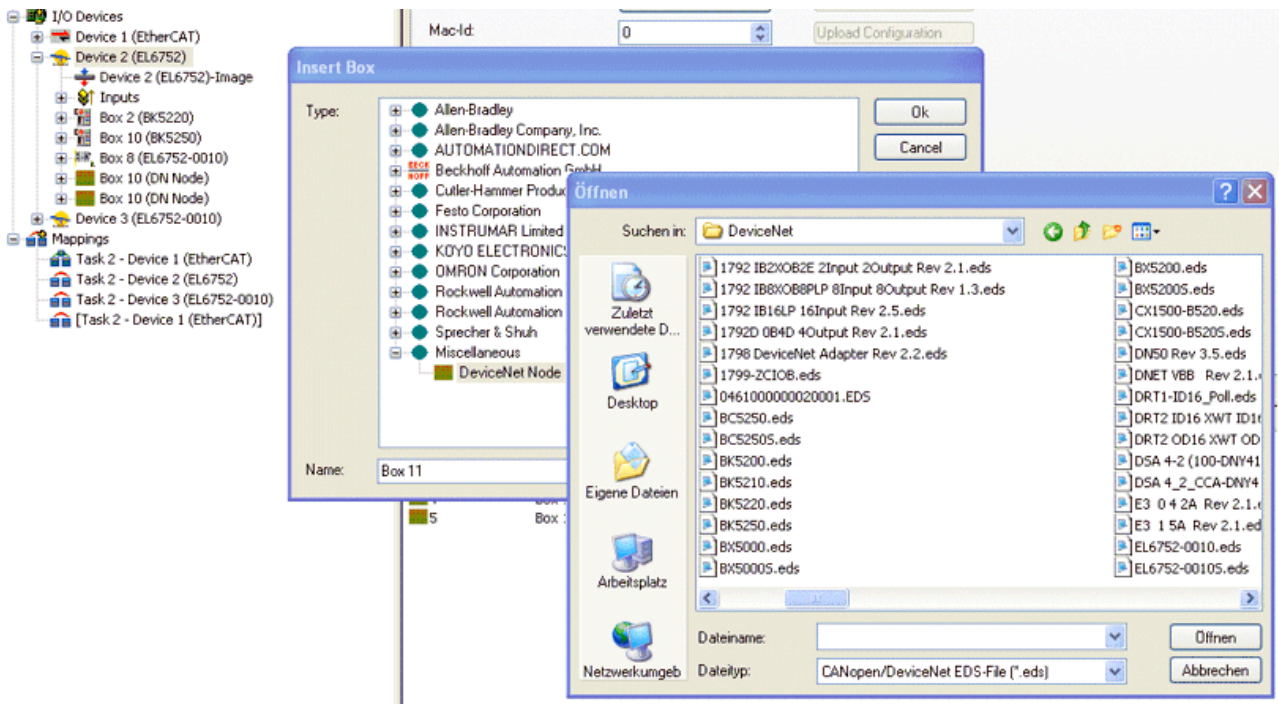 I/O Devices
Device 1 (EtherCAT)
Device 2 (EL6752)
Device 2 (EL6752)-Image
Inputs
Box 2 (BK5220)
Box 10 (BK5250)
Box 8 (EL6752-0010)
Box 10 (DN Node)
Box 10 (DN Node)
Device 3 (EL6752-0010)
Mappings
Task 2 - Device 1 (EtherCAT)
Task 2 - Device 2 (EL6752)
Task 2 - Device 3 (EL6752-0010)
[Task 2 - Device 1 (EtherCAT)]
Mac-Id:
0
Upload Configuration
Insert Box
Type:
Allen-Bradley
Allen-Bradley Company, Inc.
AUTOMATIONDIRECT.COM
BECK
HOFF
Beckhoff Automation GmbH
Cutler-Hammer Produ
Festo Corporation
INSTRUMAR Limited
KOYO ELECTRONICS
OMRON Corporation
Rockwell Automation
Rockwell Automation
Sprecher & Shuh
Miscellaneous
DeviceNet Node
Ok
Cancel
Name:
Box 11
5
Box
Öffnen
Suchen in:
DeviceNet
Zuletzt
verwendete D...
Desktop
Eigene Dateien
Arbeitsplatz
Netzwerkumgeb
1792 IB2XOB2E 2Input 2Output Rev 2.1.eds
1792 IB8XOB8PLP 8Input 8Output Rev 1.3.eds
1792 IB16LP 16Input Rev 2.5.eds
1792D 0B4D 4Output Rev 2.1.eds
1798 DeviceNet Adapter Rev 2.2.eds
1799-ZCIOB.eds
0461000000020001.EDS
BC5250.eds
BC5250S.eds
BK5200.eds
BK5210.eds
BK5220.eds
BK5250.eds
BX5000.eds
BX5000S.eds
BX5200.eds
BX5200S.eds
CX1500-B520.eds
CX1500-B520S.eds
DN50 Rev 3.5.eds
DNET VBB Rev 2.1.
DRT1-ID16_Poll.eds
DRT2 ID16 XWT ID16
DRT2 OD16 XWT OD
DSA 4-2 (100-DNY41
DSA 4_2_CCA-DNY4
E3 0 4 2A Rev 2.1.e
E3 1 5A Rev 2.1.ed
EL6752-0010.eds
EL6752-0010S.eds
Dateiname:
Öffnen
Dateityp:
CANopen/DeviceNet EDS-File (*.eds)
Abbrechen